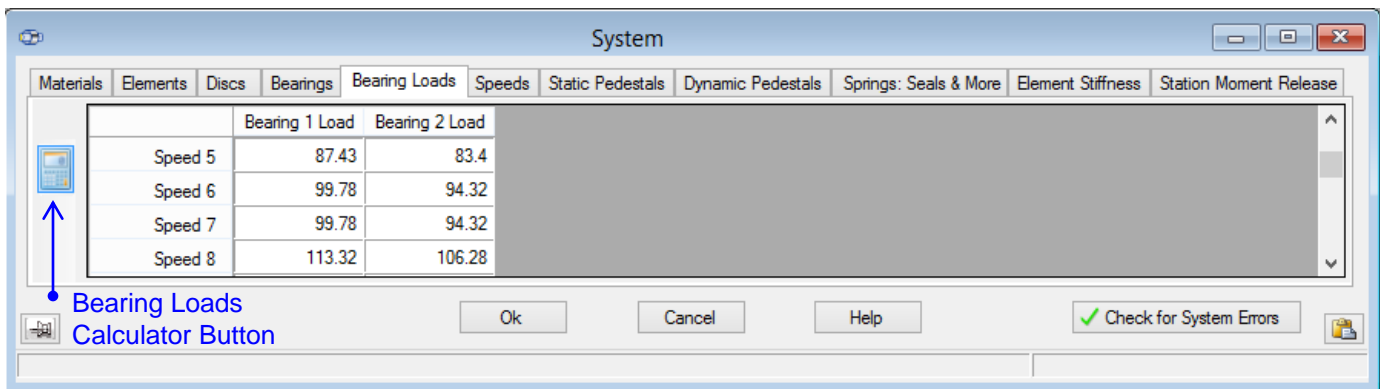 System
Materials Elements Discs Bearings Bearing Loads Speeds Static Pedestals Dynamic Pedestals Springs: Seals & More Element Stiffness Station Moment Release
Bearing 1 Load Bearing 2 Load
Speed 5 87.43 83.4
Speed 6 99.78 94.32
Speed 7 99.78 94.32
Speed 8 113.32 106.28
Bearing Loads
Calculator Button
Ok Cancel Help Check for System Errors